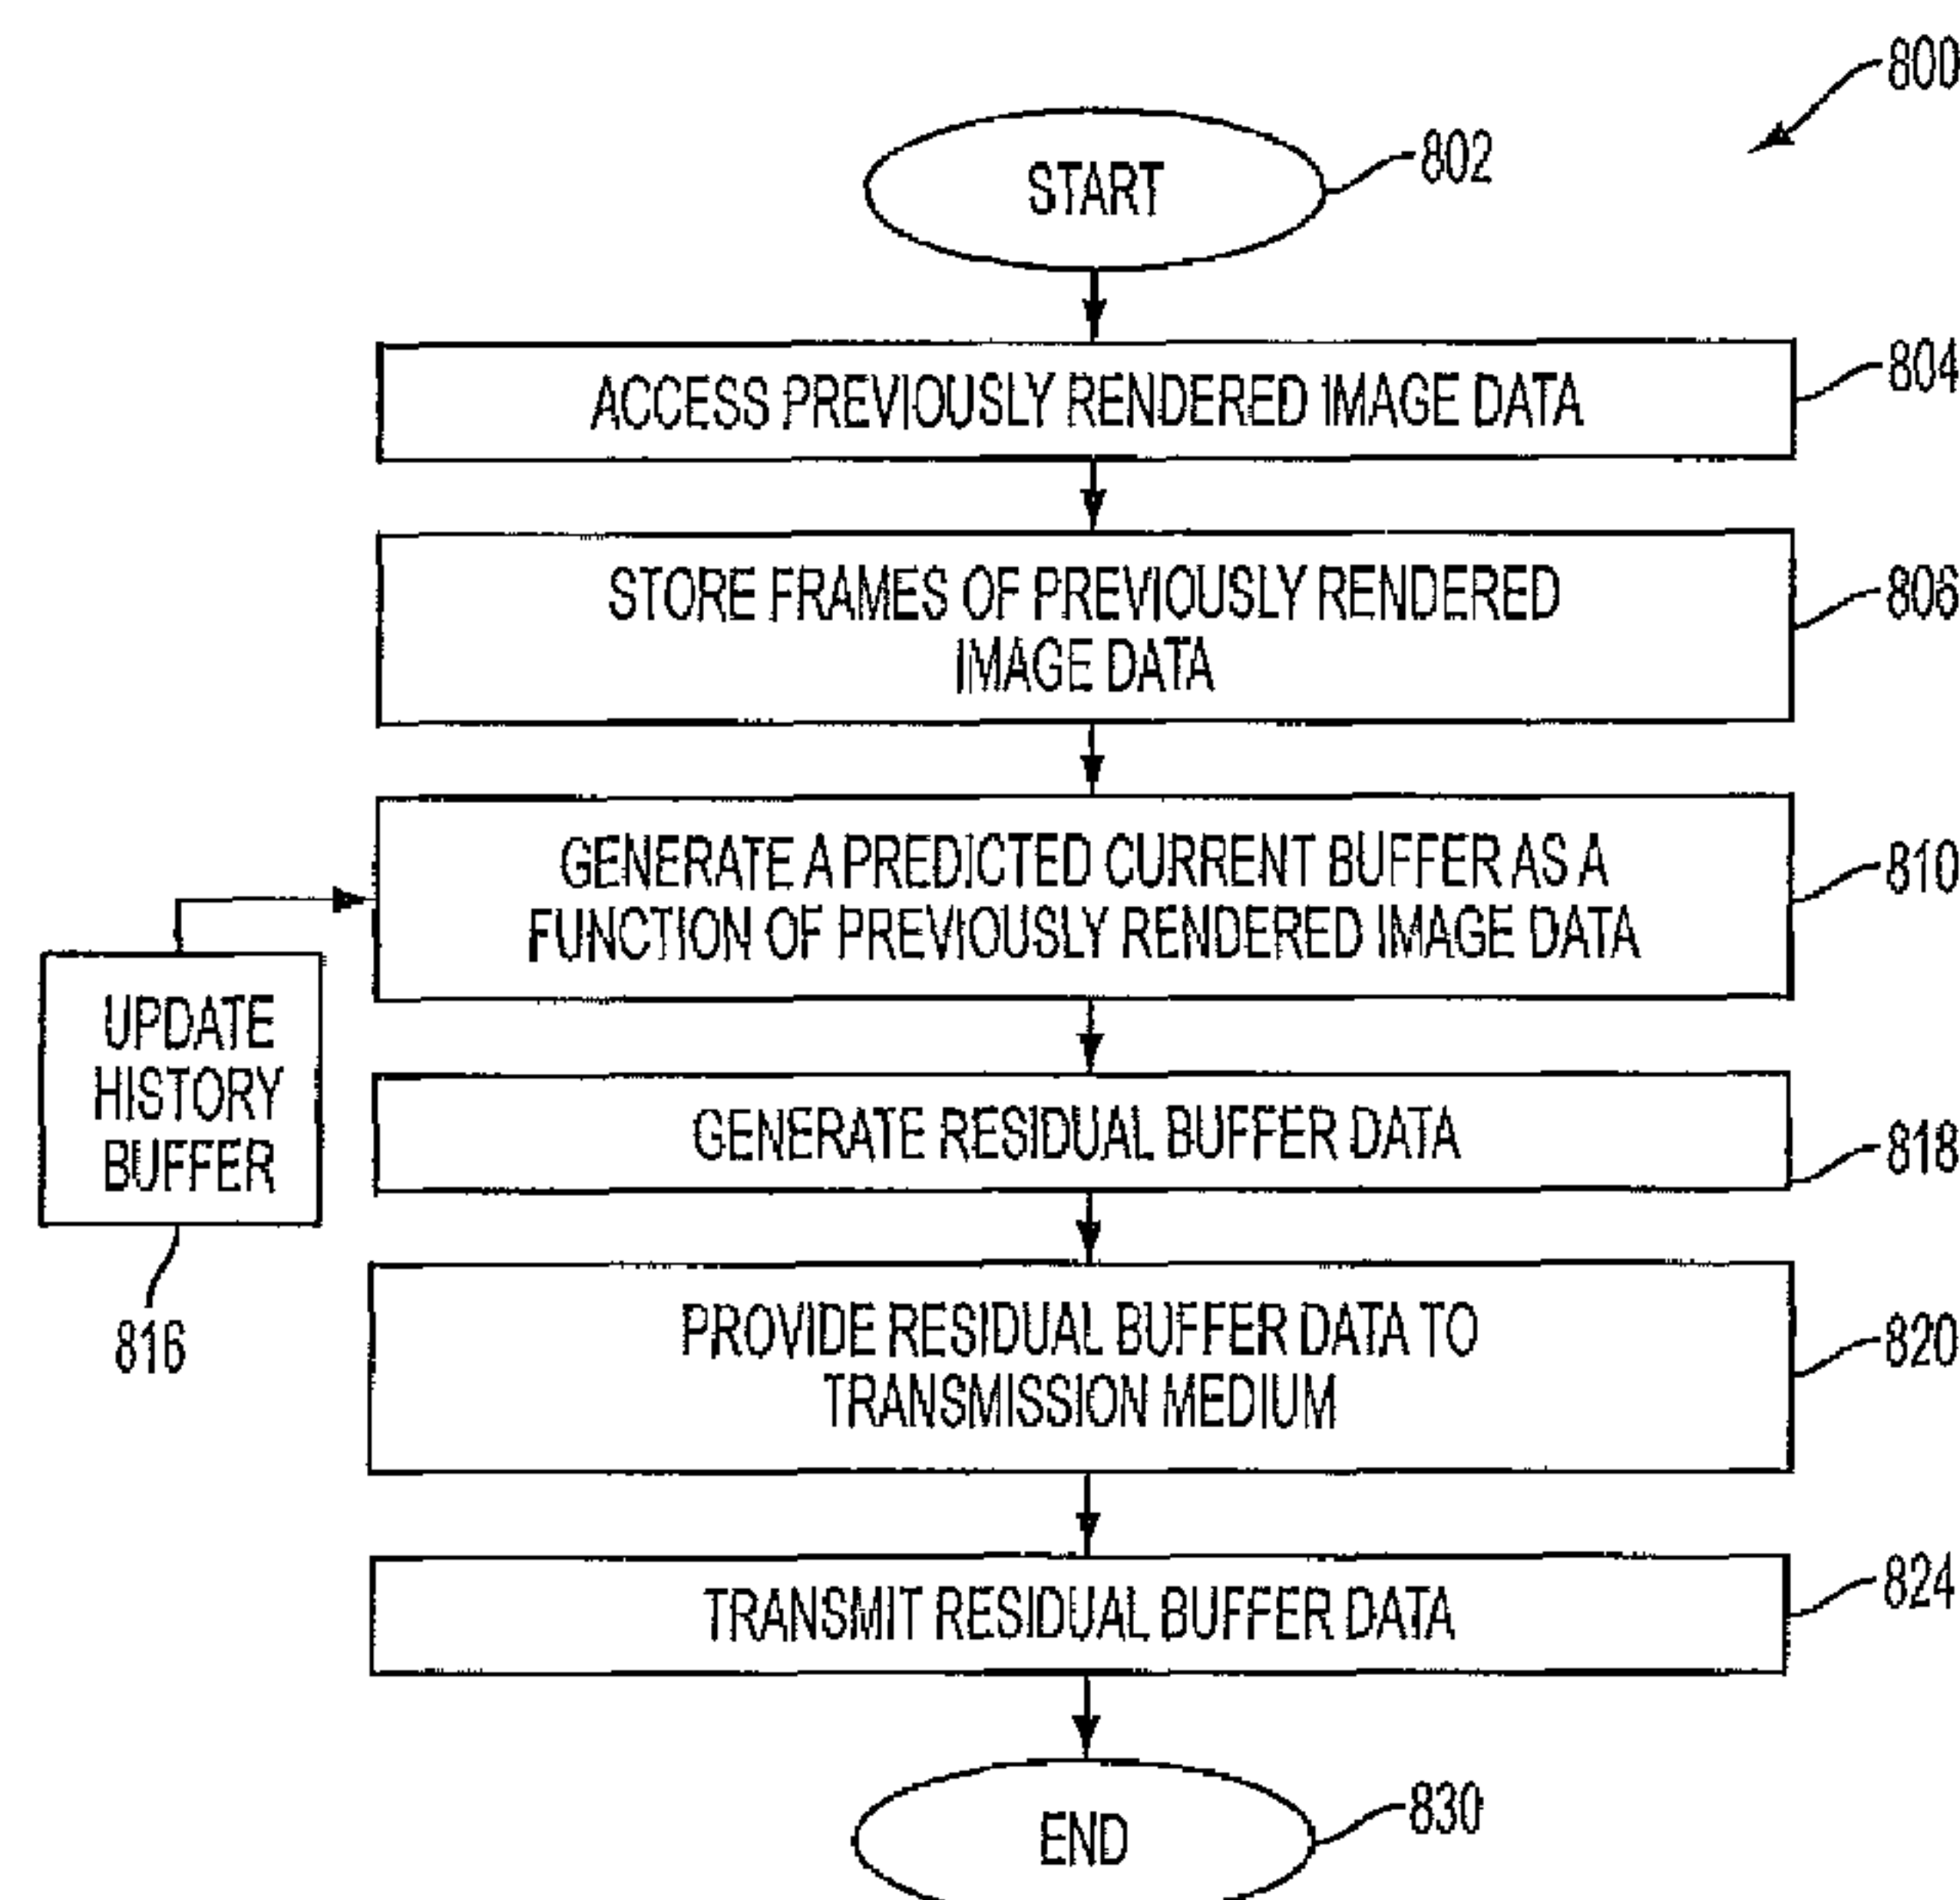 800
START
802
ACCESS PREVIOUSLY RENDERED IMAGE DATA
804
STORE FRAMES OF PREVIOUSLY RENDERED
IMAGE DATA
806
GENERATE A PREDICTED CURRENT BUFFER AS A
FUNCTION OF PREVIOUSLY RENDERED IMAGE DATA
810
UPDATE
HISTORY
BUFFER
816
GENERATE RESIDUAL BUFFER DATA
818
PROVIDE RESIDUAL BUFFER DATA TO
TRANSMISSION MEDIUM
820
TRANSMIT RESIDUAL BUFFER DATA
824
END
830